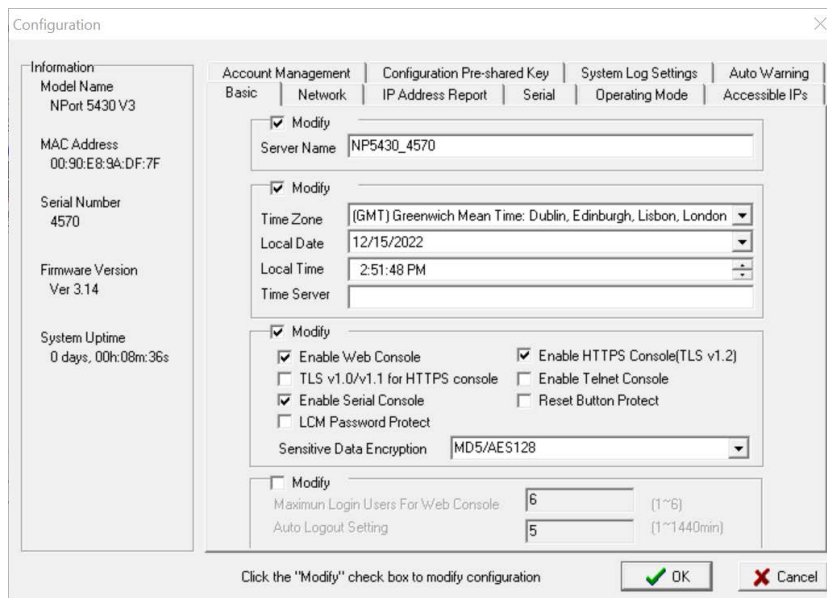 Configuration
Information
Model Name
NPort 5430 V3
MAC Address
00:90:E8:9A:DF:7F
Serial Number
4570
Firmware Version
Ver 3.14
System Uptime
0 days, 00h:08m:36s
Account Management Configuration Pre-shared Key System Log Settings Auto Warning
Basic Network IP Address Report Serial Operating Mode Accessible IPs
Modify
Server Name NP5430_4570
Modify
Time Zone (GMT) Greenwich Mean Time: Dublin, Edinburgh, Lisbon, London
Local Date 12/15/2022
Local Time 2:51:48 PM
Time Server
Modify
Enable Web Console Enable HTTPS Console(TLS v1.2)
TLS v1.0/v1.1 for HTTPS console Enable Telnet Console
Enable Serial Console Reset Button Protect
LCM Password Protect
Sensitive Data Encryption MD5/AES128
Modify
Maximun Login Users For Web Console 6 (1~6)
Auto Logout Setting 5 (1~1440min)
Click the "Modify" check box to modify configuration OK Cancel